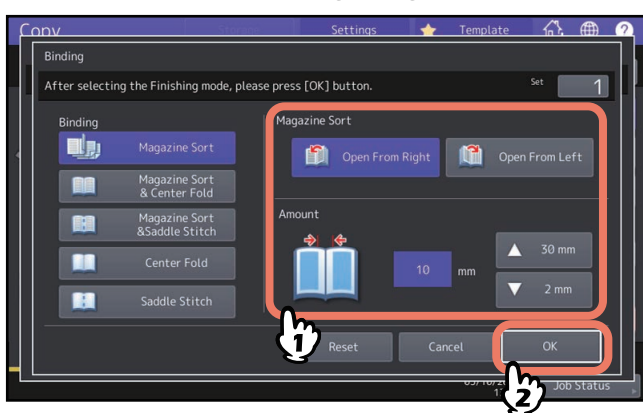 Copy
Settings
Template
?
Binding
After selecting the Finishing mode, please press [OK] button.
Set
1
Binding
Magazine Sort
Magazine Sort
& Center Fold
Magazine Sort
&Saddle Stitch
Center Fold
Saddle Stitch
Magazine Sort
Open From Right
Open From Left
Amount
10
mm
30 mm
2 mm
Reset
Cancel
OK
1
2
Job Status